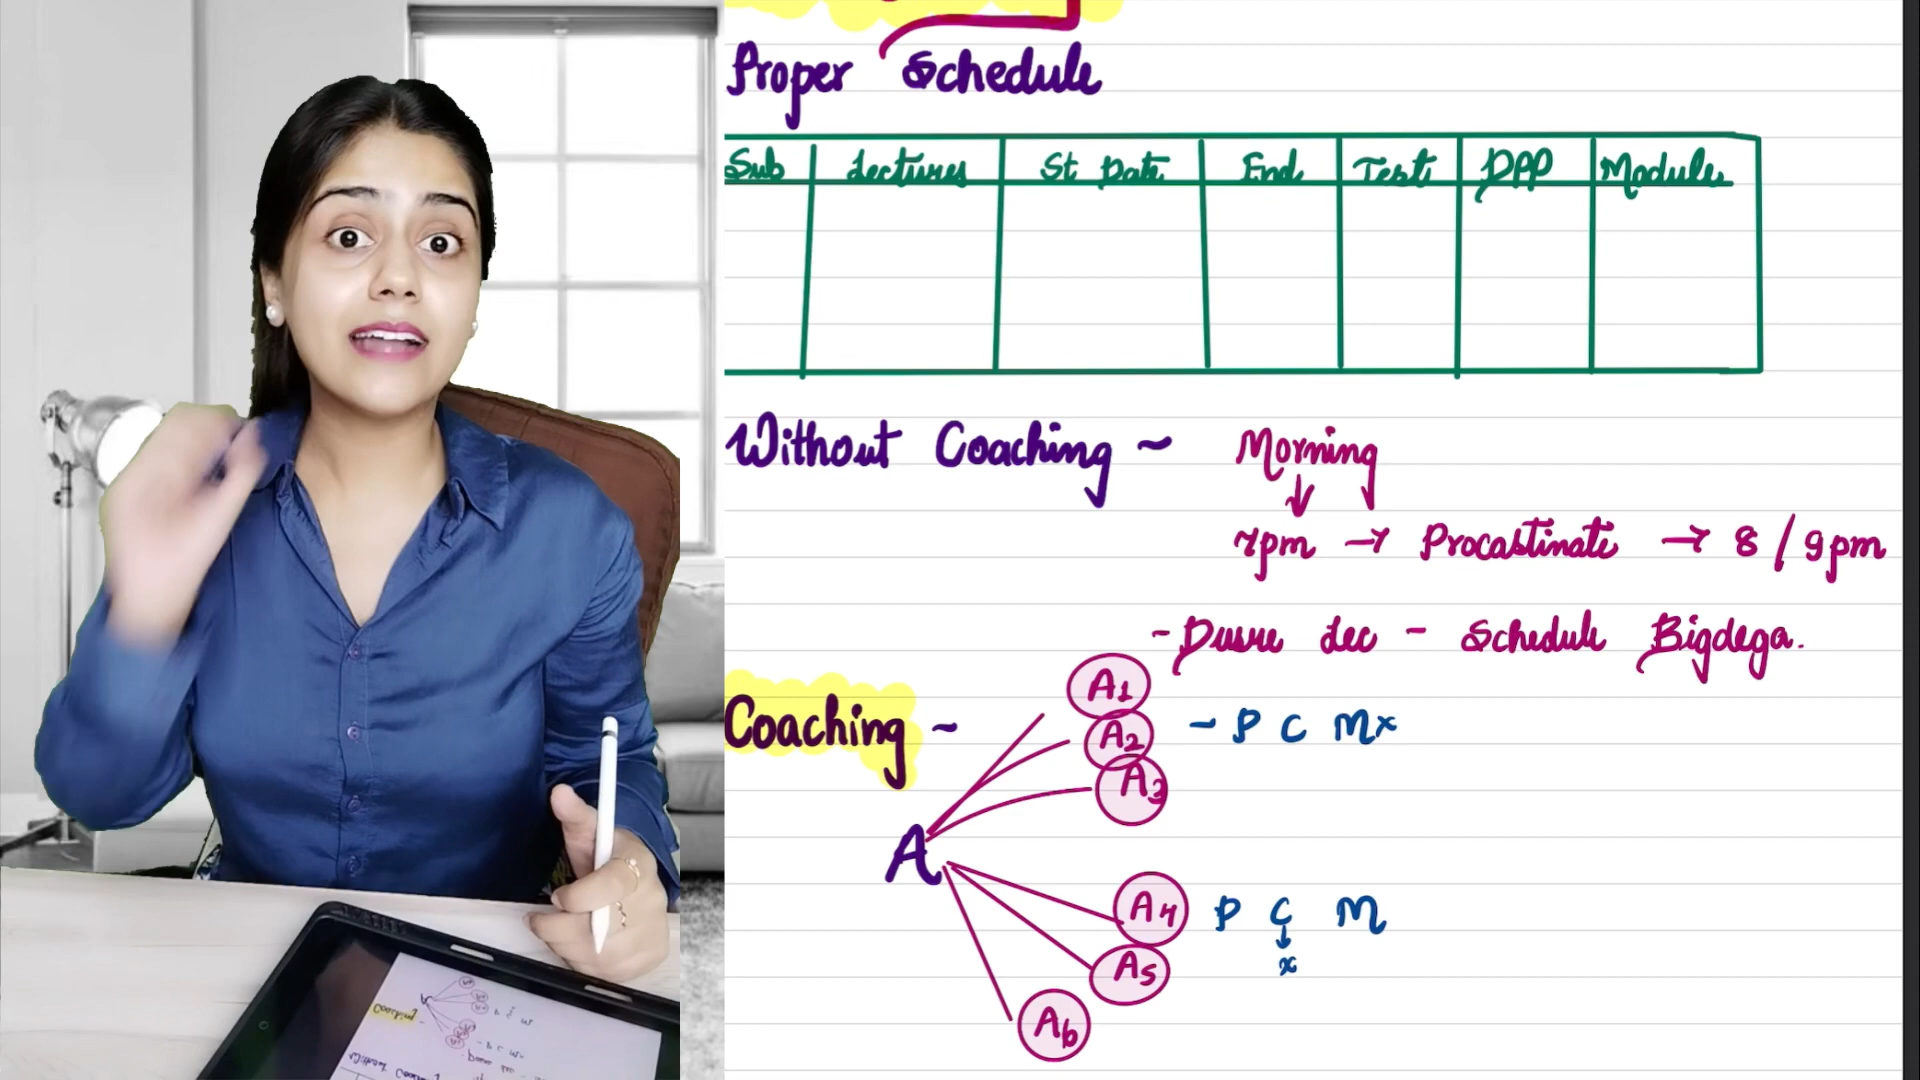 Proper Schedule
Sub Lectures St Date End Test DPP Module
Without Coaching ~ Morning
7pm → Procastinate → 8 / 9pm
- Dusre Lec - Schedule Bigdega.
A1
Coaching - A2 - P C Mx
A3
A
A4 P C M
x
A5
A6